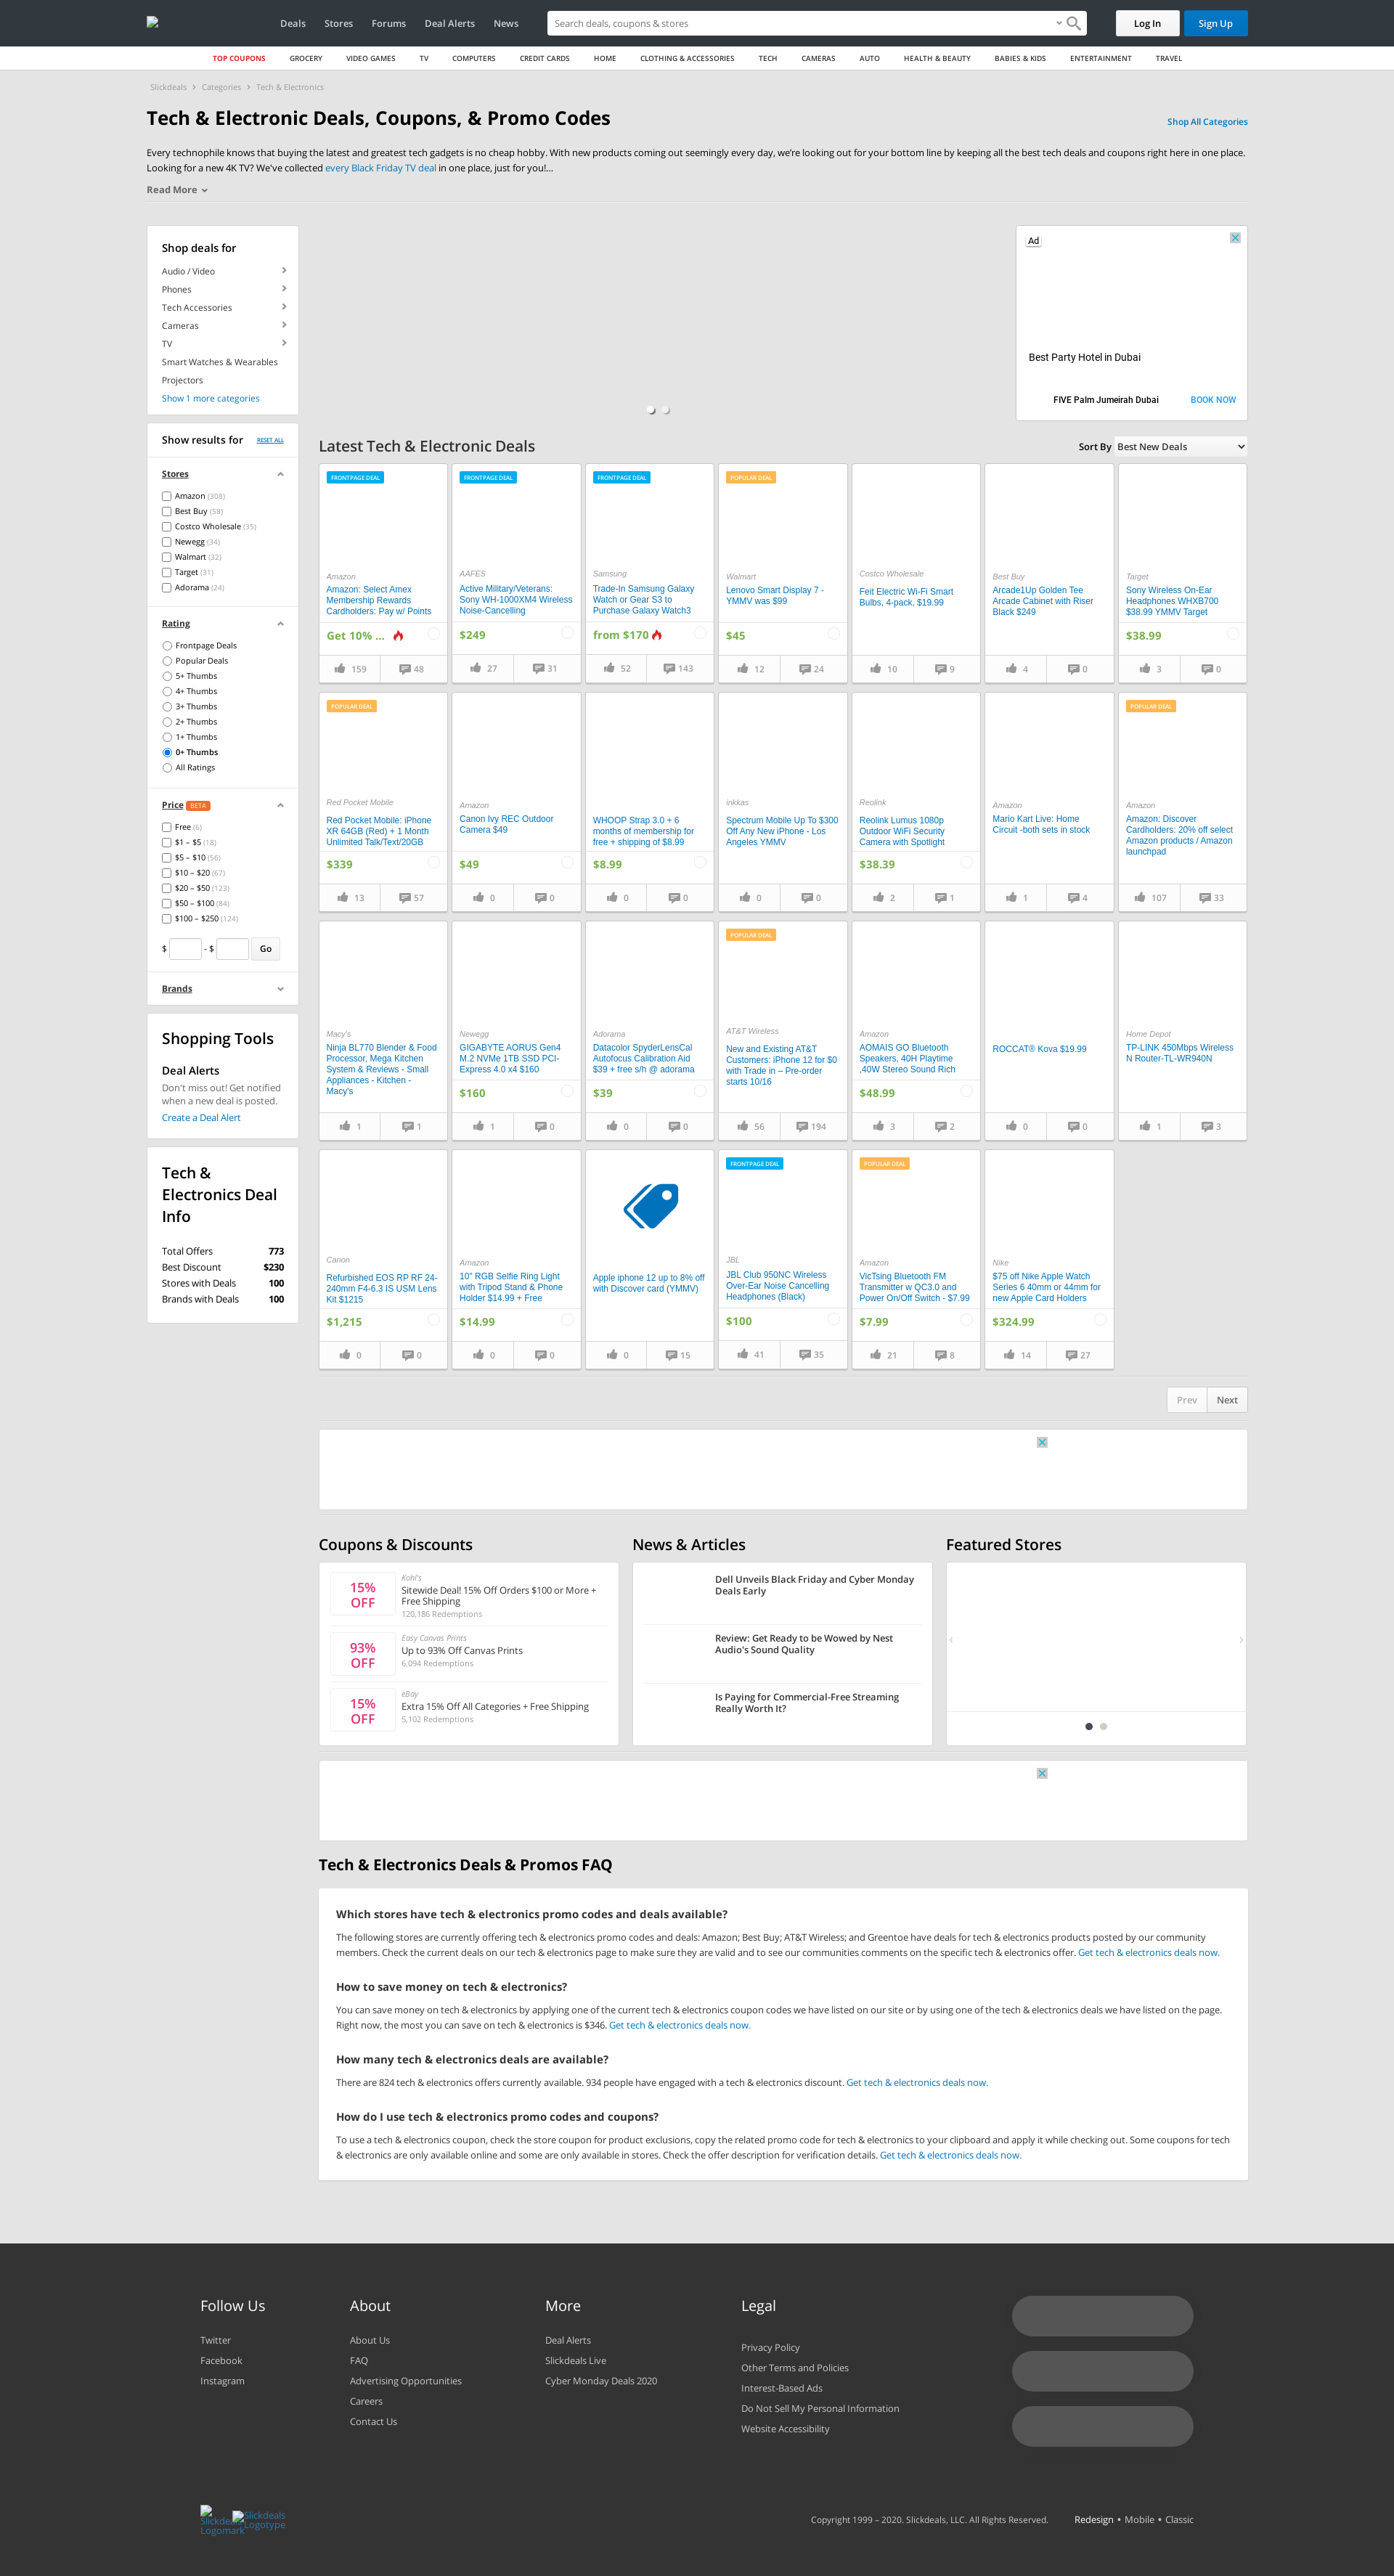 Deals Stores Forums Deal Alerts News Search deals, coupons & stores Log In Sign Up
TOP COUPONS GROCERY VIDEO GAMES TV COMPUTERS CREDIT CARDS HOME CLOTHING & ACCESSORIES TECH CAMERAS AUTO HEALTH & BEAUTY BABIES & KIDS ENTERTAINMENT TRAVEL
Slickdeals › Categories › Tech & Electronics
Tech & Electronic Deals, Coupons, & Promo Codes
Shop All Categories
Every technophile knows that buying the latest and greatest tech gadgets is no cheap hobby. With new products coming out seemingly every day, we're looking out for your bottom line by keeping all the best tech deals and coupons right here in one place.
Looking for a new 4K TV? We've collected every Black Friday TV deal in one place, just for you!...
Read More
Shop deals for
Audio / Video
Phones
Tech Accessories
Cameras
TV
Smart Watches & Wearables
Projectors
Show 1 more categories
Show results for RESET ALL
Stores
Amazon (308)
Best Buy (58)
Costco Wholesale (35)
Newegg (34)
Walmart (32)
Target (31)
Adorama (24)
Rating
Frontpage Deals
Popular Deals
5+ Thumbs
4+ Thumbs
3+ Thumbs
2+ Thumbs
1+ Thumbs
0+ Thumbs
All Ratings
Price BETA
Free (6)
$1 – $5 (18)
$5 – $10 (56)
$10 – $20 (67)
$20 – $50 (123)
$50 – $100 (84)
$100 – $250 (124)
$ - $ Go
Brands
Shopping Tools
Deal Alerts
Don't miss out! Get notified
when a new deal is posted.
Create a Deal Alert
Tech &
Electronics Deal
Info
Total Offers 773
Best Discount $230
Stores with Deals 100
Brands with Deals 100
Ad
Best Party Hotel in Dubai
FIVE Palm Jumeirah Dubai BOOK NOW
Latest Tech & Electronic Deals
Sort By Best New Deals
FRONTPAGE DEAL
Amazon
Amazon: Select Amex
Membership Rewards
Cardholders: Pay w/ Points
Get 10% ...
159 48
FRONTPAGE DEAL
AAFES
Active Military/Veterans:
Sony WH-1000XM4 Wireless
Noise-Cancelling
$249
27 31
FRONTPAGE DEAL
Samsung
Trade-In Samsung Galaxy
Watch or Gear S3 to
Purchase Galaxy Watch3
from $170
52 143
POPULAR DEAL
Walmart
Lenovo Smart Display 7 -
YMMV was $99
$45
12 24
Costco Wholesale
Feit Electric Wi-Fi Smart
Bulbs, 4-pack, $19.99
10 9
Best Buy
Arcade1Up Golden Tee
Arcade Cabinet with Riser
Black $249
4 0
Target
Sony Wireless On-Ear
Headphones WHXB700
$38.99 YMMV Target
$38.99
3 0
POPULAR DEAL
Red Pocket Mobile
Red Pocket Mobile: iPhone
XR 64GB (Red) + 1 Month
Unlimited Talk/Text/20GB
$339
13 57
Amazon
Canon Ivy REC Outdoor
Camera $49
$49
0 0
WHOOP Strap 3.0 + 6
months of membership for
free + shipping of $8.99
$8.99
0 0
inkkas
Spectrum Mobile Up To $300
Off Any New iPhone - Los
Angeles YMMV
0 0
Reolink
Reolink Lumus 1080p
Outdoor WiFi Security
Camera with Spotlight
$38.39
2 1
Amazon
Mario Kart Live: Home
Circuit -both sets in stock
1 4
POPULAR DEAL
Amazon
Amazon: Discover
Cardholders: 20% off select
Amazon products / Amazon
launchpad
107 33
Macy's
Ninja BL770 Blender & Food
Processor, Mega Kitchen
System & Reviews - Small
Appliances - Kitchen -
Macy's
1 1
Newegg
GIGABYTE AORUS Gen4
M.2 NVMe 1TB SSD PCI-
Express 4.0 x4 $160
$160
1 0
Adorama
Datacolor SpyderLensCal
Autofocus Calibration Aid
$39 + free s/h @ adorama
$39
0 0
POPULAR DEAL
AT&T Wireless
New and Existing AT&T
Customers: iPhone 12 for $0
with Trade in – Pre-order
starts 10/16
56 194
Amazon
AOMAIS GO Bluetooth
Speakers, 40H Playtime
,40W Stereo Sound Rich
$48.99
3 2
ROCCAT® Kova $19.99
0 0
Home Depot
TP-LINK 450Mbps Wireless
N Router-TL-WR940N
1 3
Canon
Refurbished EOS RP RF 24-
240mm F4-6.3 IS USM Lens
Kit $1215
$1,215
0 0
Amazon
10" RGB Selfie Ring Light
with Tripod Stand & Phone
Holder $14.99 + Free
$14.99
0 0
Apple iphone 12 up to 8% off
with Discover card (YMMV)
0 15
FRONTPAGE DEAL
JBL
JBL Club 950NC Wireless
Over-Ear Noise Cancelling
Headphones (Black)
$100
41 35
POPULAR DEAL
Amazon
VicTsing Bluetooth FM
Transmitter w QC3.0 and
Power On/Off Switch - $7.99
$7.99
21 8
Nike
$75 off Nike Apple Watch
Series 6 40mm or 44mm for
new Apple Card Holders
$324.99
14 27
Prev Next
Coupons & Discounts
15%
OFF
Kohl's
Sitewide Deal! 15% Off Orders $100 or More +
Free Shipping
120,186 Redemptions
93%
OFF
Easy Canvas Prints
Up to 93% Off Canvas Prints
6,094 Redemptions
15%
OFF
eBay
Extra 15% Off All Categories + Free Shipping
5,102 Redemptions
News & Articles
Dell Unveils Black Friday and Cyber Monday
Deals Early
Review: Get Ready to be Wowed by Nest
Audio's Sound Quality
Is Paying for Commercial-Free Streaming
Really Worth It?
Featured Stores
Tech & Electronics Deals & Promos FAQ
Which stores have tech & electronics promo codes and deals available?
The following stores are currently offering tech & electronics promo codes and deals: Amazon; Best Buy; AT&T Wireless; and Greentoe have deals for tech & electronics products posted by our community
members. Check the current deals on our tech & electronics page to make sure they are valid and to see our communities comments on the specific tech & electronics offer. Get tech & electronics deals now.
How to save money on tech & electronics?
You can save money on tech & electronics by applying one of the current tech & electronics coupon codes we have listed on our site or by using one of the tech & electronics deals we have listed on the page.
Right now, the most you can save on tech & electronics is $346. Get tech & electronics deals now.
How many tech & electronics deals are available?
There are 824 tech & electronics offers currently available. 934 people have engaged with a tech & electronics discount. Get tech & electronics deals now.
How do I use tech & electronics promo codes and coupons?
To use a tech & electronics coupon, check the store coupon for product exclusions, copy the related promo code for tech & electronics to your clipboard and apply it while checking out. Some coupons for tech
& electronics are only available online and some are only available in stores. Check the offer description for verification details. Get tech & electronics deals now.
Follow Us
Twitter
Facebook
Instagram
About
About Us
FAQ
Advertising Opportunities
Careers
Contact Us
More
Deal Alerts
Slickdeals Live
Cyber Monday Deals 2020
Legal
Privacy Policy
Other Terms and Policies
Interest-Based Ads
Do Not Sell My Personal Information
Website Accessibility
Slickdeals
Logomark
Slickdeals
Logotype
Copyright 1999 – 2020. Slickdeals, LLC. All Rights Reserved. Redesign • Mobile • Classic